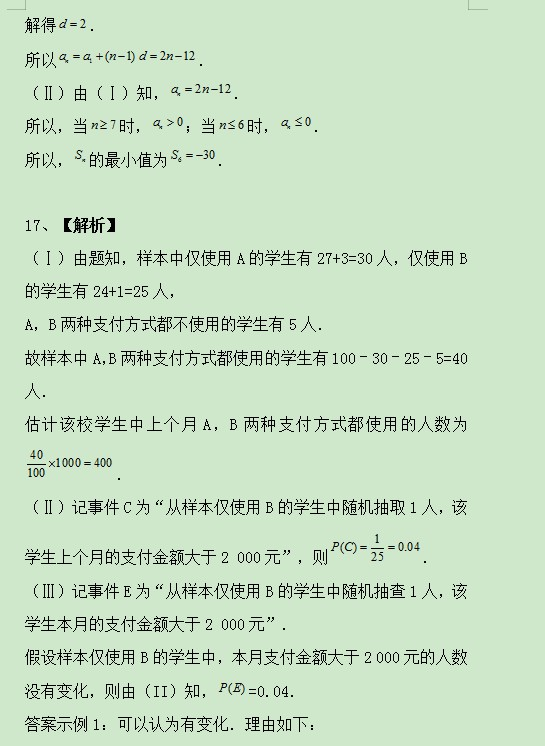 解得 d=2．
所以 aₙ=a₁+(n−1) d=2n−12．
（Ⅱ）由（Ⅰ）知， aₙ=2n−12．
所以，当 n≥7 时， aₙ>0；当 n≤6 时， aₙ≤0．
所以， Sₙ 的最小值为 S₆=−30．
17、【解析】
（Ⅰ）由题知，样本中仅使用 A 的学生有 27+3=30 人，仅使用 B
的学生有 24+1=25 人，
A，B 两种支付方式都不使用的学生有 5 人．
故样本中 A,B 两种支付方式都使用的学生有 100－30－25－5=40
人．
估计该校学生中上个月 A，B 两种支付方式都使用的人数为
40/100×1000=400．
（Ⅱ）记事件 C 为“从样本仅使用 B 的学生中随机抽取 1 人，该
学生上个月的支付金额大于 2 000 元”，则 P(C)=1/25=0.04．
（Ⅲ）记事件 E 为“从样本仅使用 B 的学生中随机抽查 1 人，该
学生本月的支付金额大于 2 000 元”．
假设样本仅使用 B 的学生中，本月支付金额大于 2 000 元的人数
没有变化，则由（II）知， P(E)=0.04．
答案示例 1：可以认为有变化．理由如下：